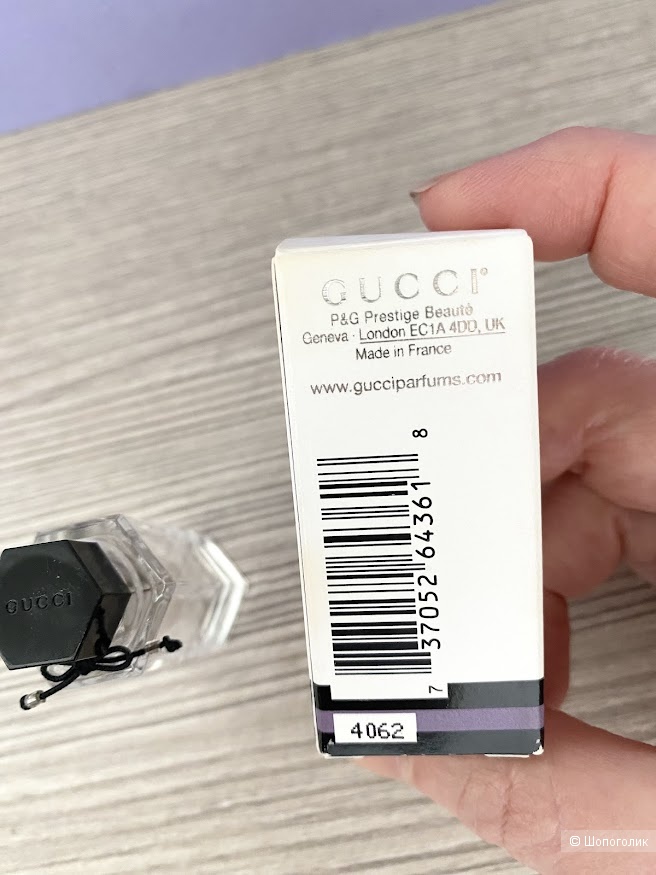 GUCCI®
P&G Prestige Beauté
Geneva · London EC1A 4DD, UK
Made in France
www.gucciparfums.com
7 37052 64361 8
4062
GUCCI
© Шопоголик